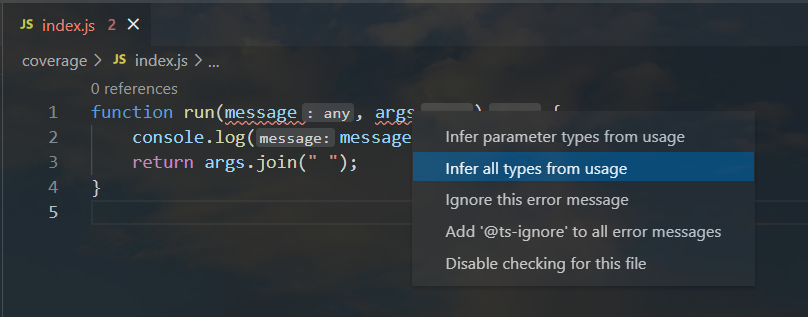 JS index.js 2 ×
coverage > JS index.js > ...
0 references
1 function run(message : any, args ) {
2 console.log(message: message
3 return args.join(" ");
4 }
5
Infer parameter types from usage
Infer all types from usage
Ignore this error message
Add '@ts-ignore' to all error messages
Disable checking for this file